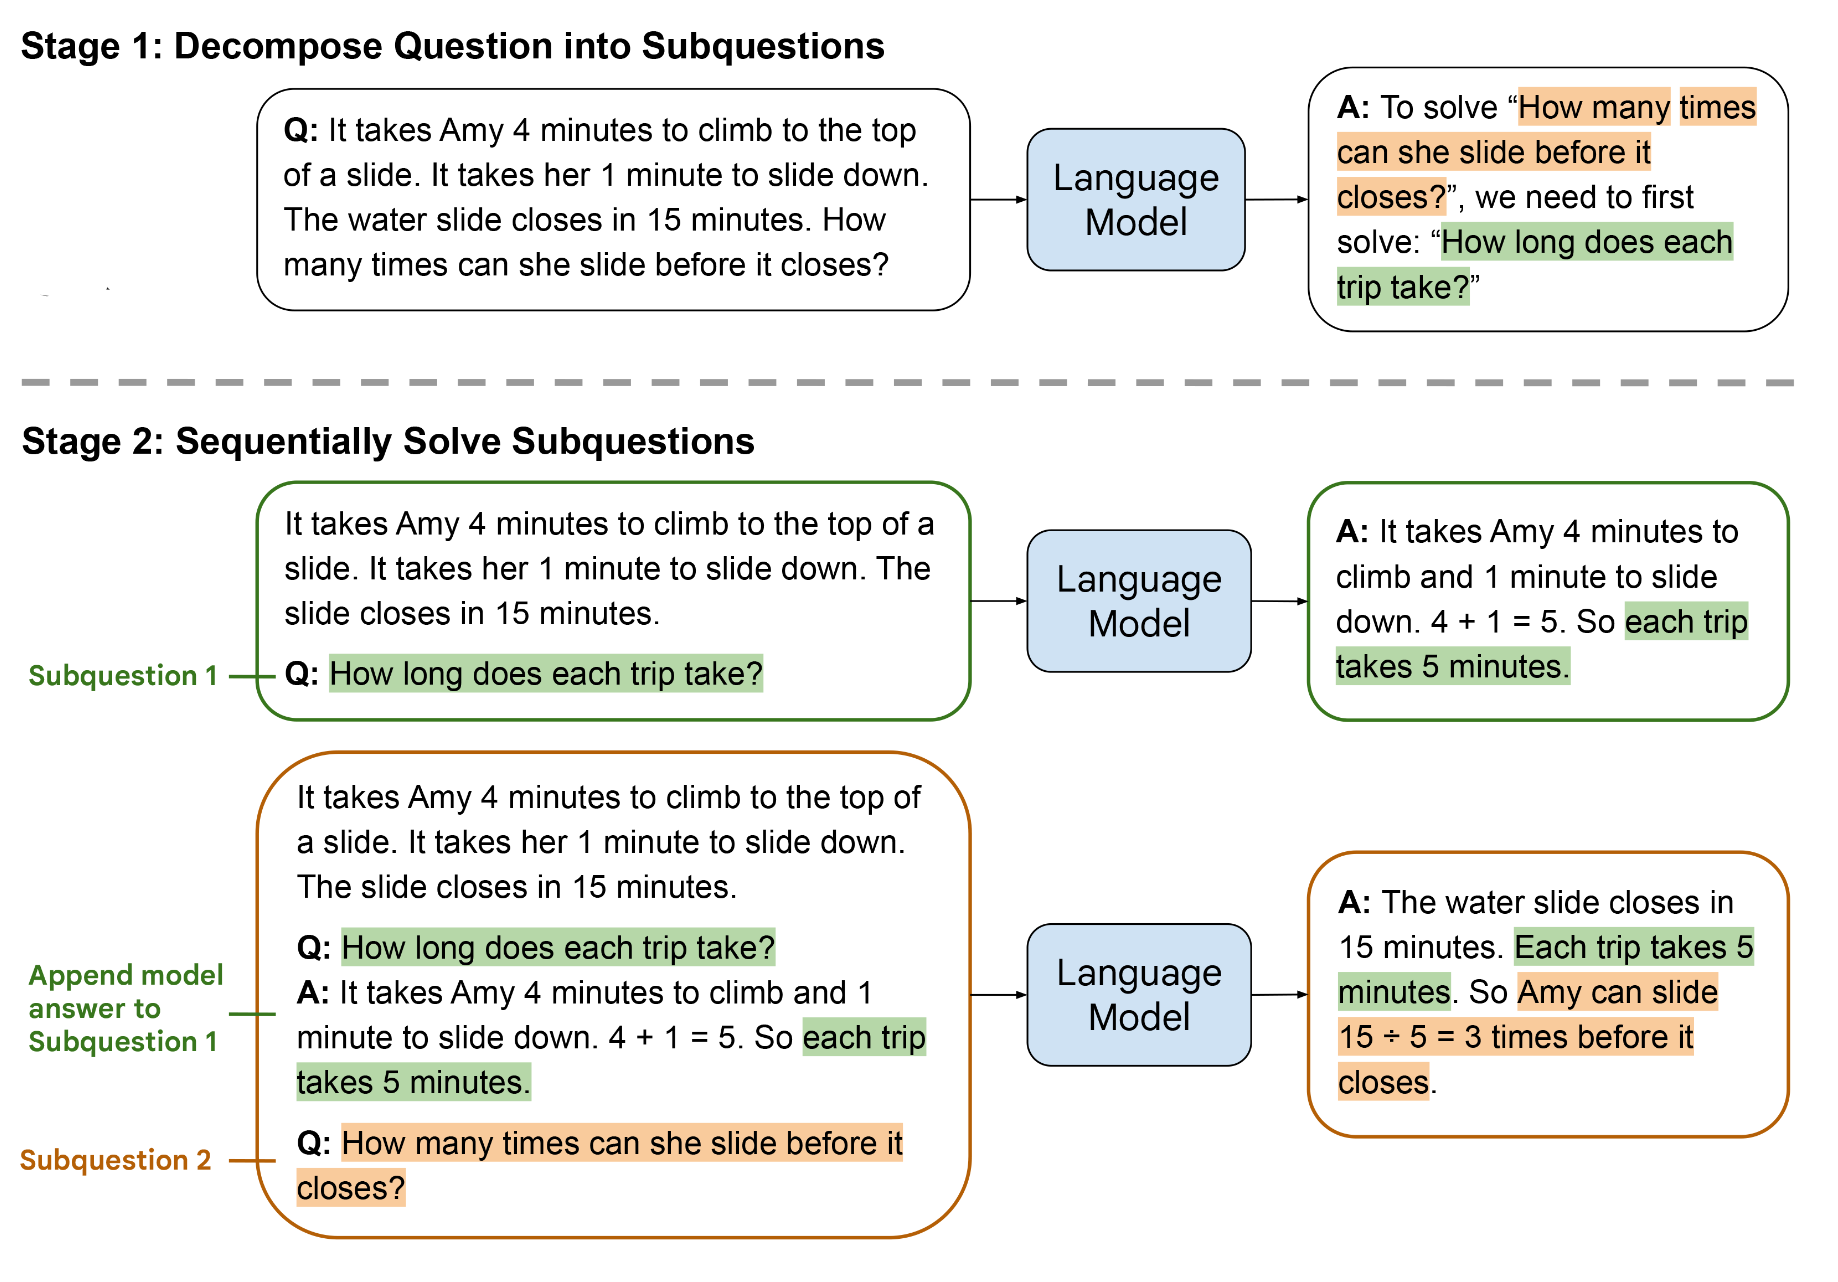 Stage 1: Decompose Question into Subquestions
Q: It takes Amy 4 minutes to climb to the top
of a slide. It takes her 1 minute to slide down.
The water slide closes in 15 minutes. How
many times can she slide before it closes?
Language
Model
A: To solve “How many times
can she slide before it
closes?”, we need to first
solve: “How long does each
trip take?”
Stage 2: Sequentially Solve Subquestions
It takes Amy 4 minutes to climb to the top of a
slide. It takes her 1 minute to slide down. The
slide closes in 15 minutes.
Subquestion 1
Q: How long does each trip take?
Language
Model
A: It takes Amy 4 minutes to
climb and 1 minute to slide
down. 4 + 1 = 5. So each trip
takes 5 minutes.
It takes Amy 4 minutes to climb to the top of
a slide. It takes her 1 minute to slide down.
The slide closes in 15 minutes.
Append model
answer to
Subquestion 1
Q: How long does each trip take?
A: It takes Amy 4 minutes to climb and 1
minute to slide down. 4 + 1 = 5. So each trip
takes 5 minutes.
Subquestion 2
Q: How many times can she slide before it
closes?
Language
Model
A: The water slide closes in
15 minutes. Each trip takes 5
minutes. So Amy can slide
15 ÷ 5 = 3 times before it
closes.